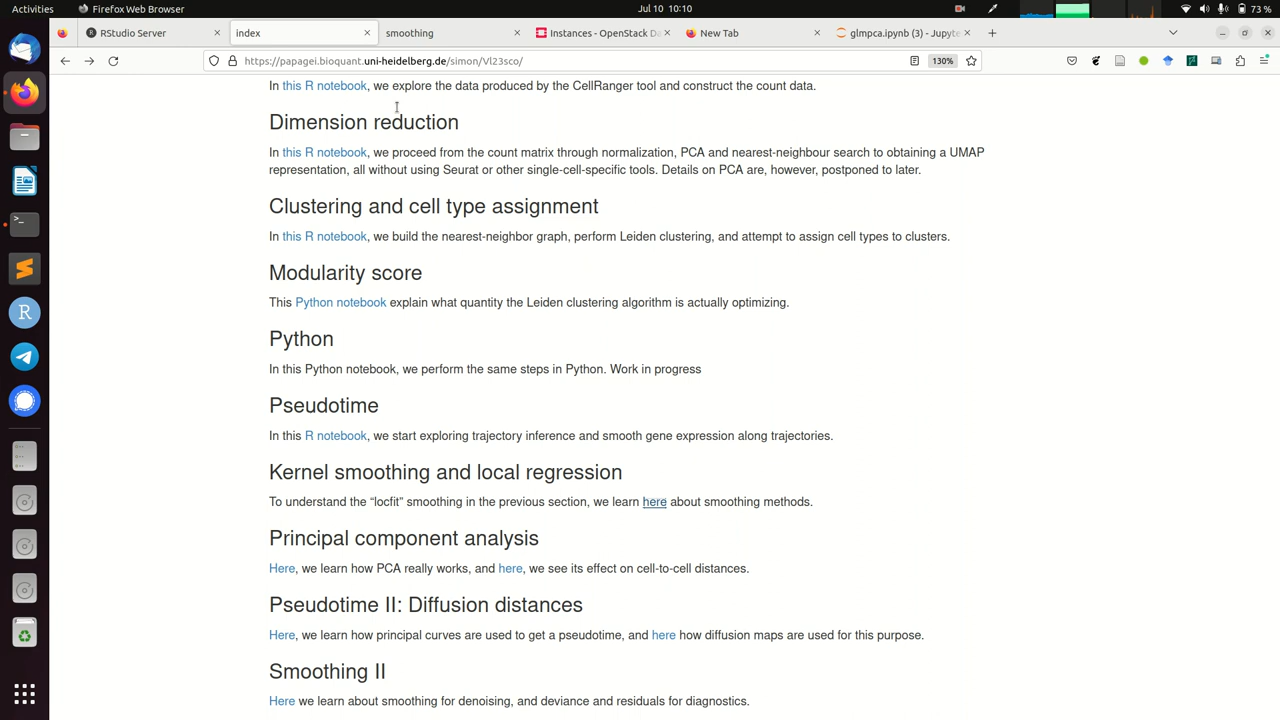 Activities
Firefox Web Browser
Jul 10 10:10
73 %
RStudio Server
index
smoothing
Instances - OpenStack Da
New Tab
glmpca.ipynb (3) - Jupyte
https://papagei.bioquant.uni-heidelberg.de/simon/Vl23sco/
130%
In this R notebook, we explore the data produced by the CellRanger tool and construct the count data.
Dimension reduction
In this R notebook, we proceed from the count matrix through normalization, PCA and nearest-neighbour search to obtaining a UMAP
representation, all without using Seurat or other single-cell-specific tools. Details on PCA are, however, postponed to later.
Clustering and cell type assignment
In this R notebook, we build the nearest-neighbor graph, perform Leiden clustering, and attempt to assign cell types to clusters.
Modularity score
This Python notebook explain what quantity the Leiden clustering algorithm is actually optimizing.
Python
In this Python notebook, we perform the same steps in Python. Work in progress
Pseudotime
In this R notebook, we start exploring trajectory inference and smooth gene expression along trajectories.
Kernel smoothing and local regression
To understand the “locfit” smoothing in the previous section, we learn here about smoothing methods.
Principal component analysis
Here, we learn how PCA really works, and here, we see its effect on cell-to-cell distances.
Pseudotime II: Diffusion distances
Here, we learn how principal curves are used to get a pseudotime, and here how diffusion maps are used for this purpose.
Smoothing II
Here we learn about smoothing for denoising, and deviance and residuals for diagnostics.